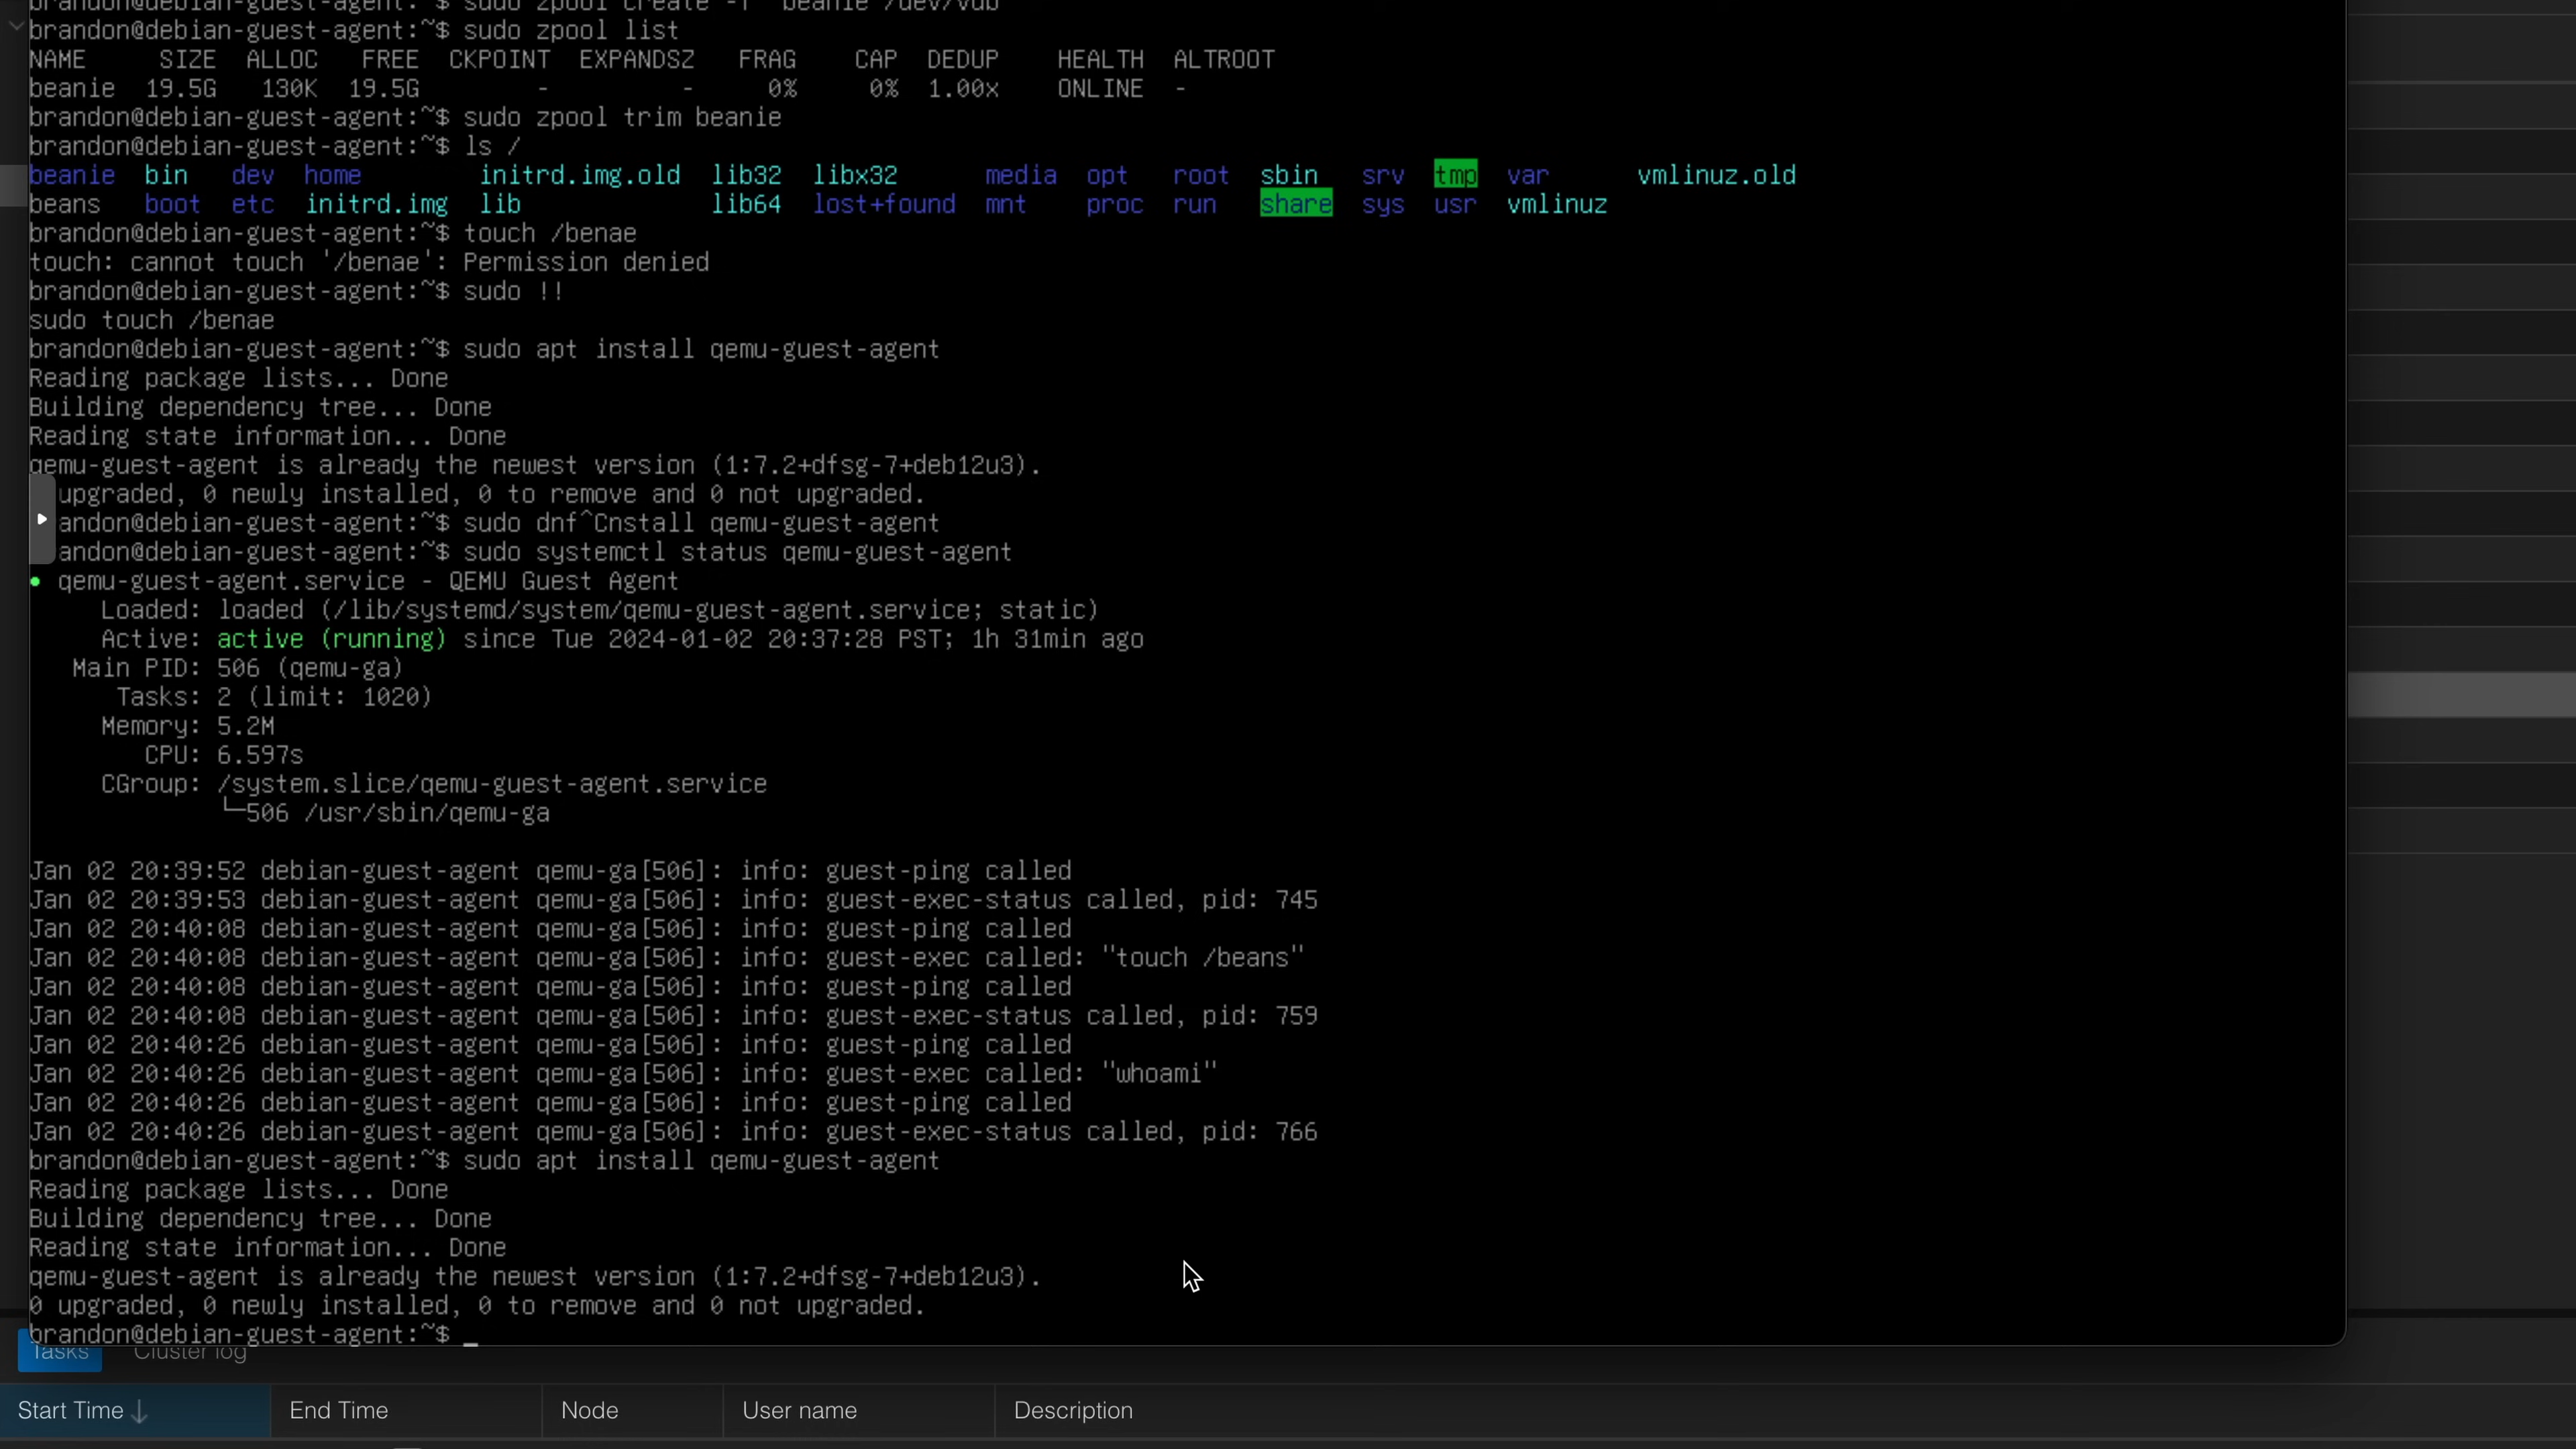 brandon@debian-guest-agent:~$ sudo zpool create -f  beanie /dev/vdb
brandon@debian-guest-agent:~$ sudo zpool list
NAME     SIZE  ALLOC   FREE  CKPOINT  EXPANDSZ   FRAG    CAP  DEDUP    HEALTH  ALTROOT
beanie  19.5G   130K  19.5G        -         -     0%     0%  1.00x    ONLINE  -
brandon@debian-guest-agent:~$ sudo zpool trim beanie
brandon@debian-guest-agent:~$ ls /
beanie  bin   dev  home        initrd.img.old  lib32  libx32      media  opt   root  sbin   srv  tmp  var      vmlinuz.old
beans   boot  etc  initrd.img  lib             lib64  lost+found  mnt    proc  run   share  sys  usr  vmlinuz
brandon@debian-guest-agent:~$ touch /benae
touch: cannot touch '/benae': Permission denied
brandon@debian-guest-agent:~$ sudo !!
sudo touch /benae
brandon@debian-guest-agent:~$ sudo apt install qemu-guest-agent
Reading package lists... Done
Building dependency tree... Done
Reading state information... Done
qemu-guest-agent is already the newest version (1:7.2+dfsg-7+deb12u3).
upgraded, 0 newly installed, 0 to remove and 0 not upgraded.
andon@debian-guest-agent:~$ sudo dnf^Cnstall qemu-guest-agent
andon@debian-guest-agent:~$ sudo systemctl status qemu-guest-agent
● qemu-guest-agent.service - QEMU Guest Agent
     Loaded: loaded (/lib/systemd/system/qemu-guest-agent.service; static)
     Active: active (running) since Tue 2024-01-02 20:37:28 PST; 1h 31min ago
   Main PID: 506 (qemu-ga)
      Tasks: 2 (limit: 1020)
     Memory: 5.2M
        CPU: 6.597s
     CGroup: /system.slice/qemu-guest-agent.service
             └─506 /usr/sbin/qemu-ga
Jan 02 20:39:52 debian-guest-agent qemu-ga[506]: info: guest-ping called
Jan 02 20:39:53 debian-guest-agent qemu-ga[506]: info: guest-exec-status called, pid: 745
Jan 02 20:40:08 debian-guest-agent qemu-ga[506]: info: guest-ping called
Jan 02 20:40:08 debian-guest-agent qemu-ga[506]: info: guest-exec called: "touch /beans"
Jan 02 20:40:08 debian-guest-agent qemu-ga[506]: info: guest-ping called
Jan 02 20:40:08 debian-guest-agent qemu-ga[506]: info: guest-exec-status called, pid: 759
Jan 02 20:40:26 debian-guest-agent qemu-ga[506]: info: guest-ping called
Jan 02 20:40:26 debian-guest-agent qemu-ga[506]: info: guest-exec called: "whoami"
Jan 02 20:40:26 debian-guest-agent qemu-ga[506]: info: guest-ping called
Jan 02 20:40:26 debian-guest-agent qemu-ga[506]: info: guest-exec-status called, pid: 766
brandon@debian-guest-agent:~$ sudo apt install qemu-guest-agent
Reading package lists... Done
Building dependency tree... Done
Reading state information... Done
qemu-guest-agent is already the newest version (1:7.2+dfsg-7+deb12u3).
0 upgraded, 0 newly installed, 0 to remove and 0 not upgraded.
brandon@debian-guest-agent:~$ _
Tasks  Cluster log
Start Time ↓  End Time  Node  User name  Description